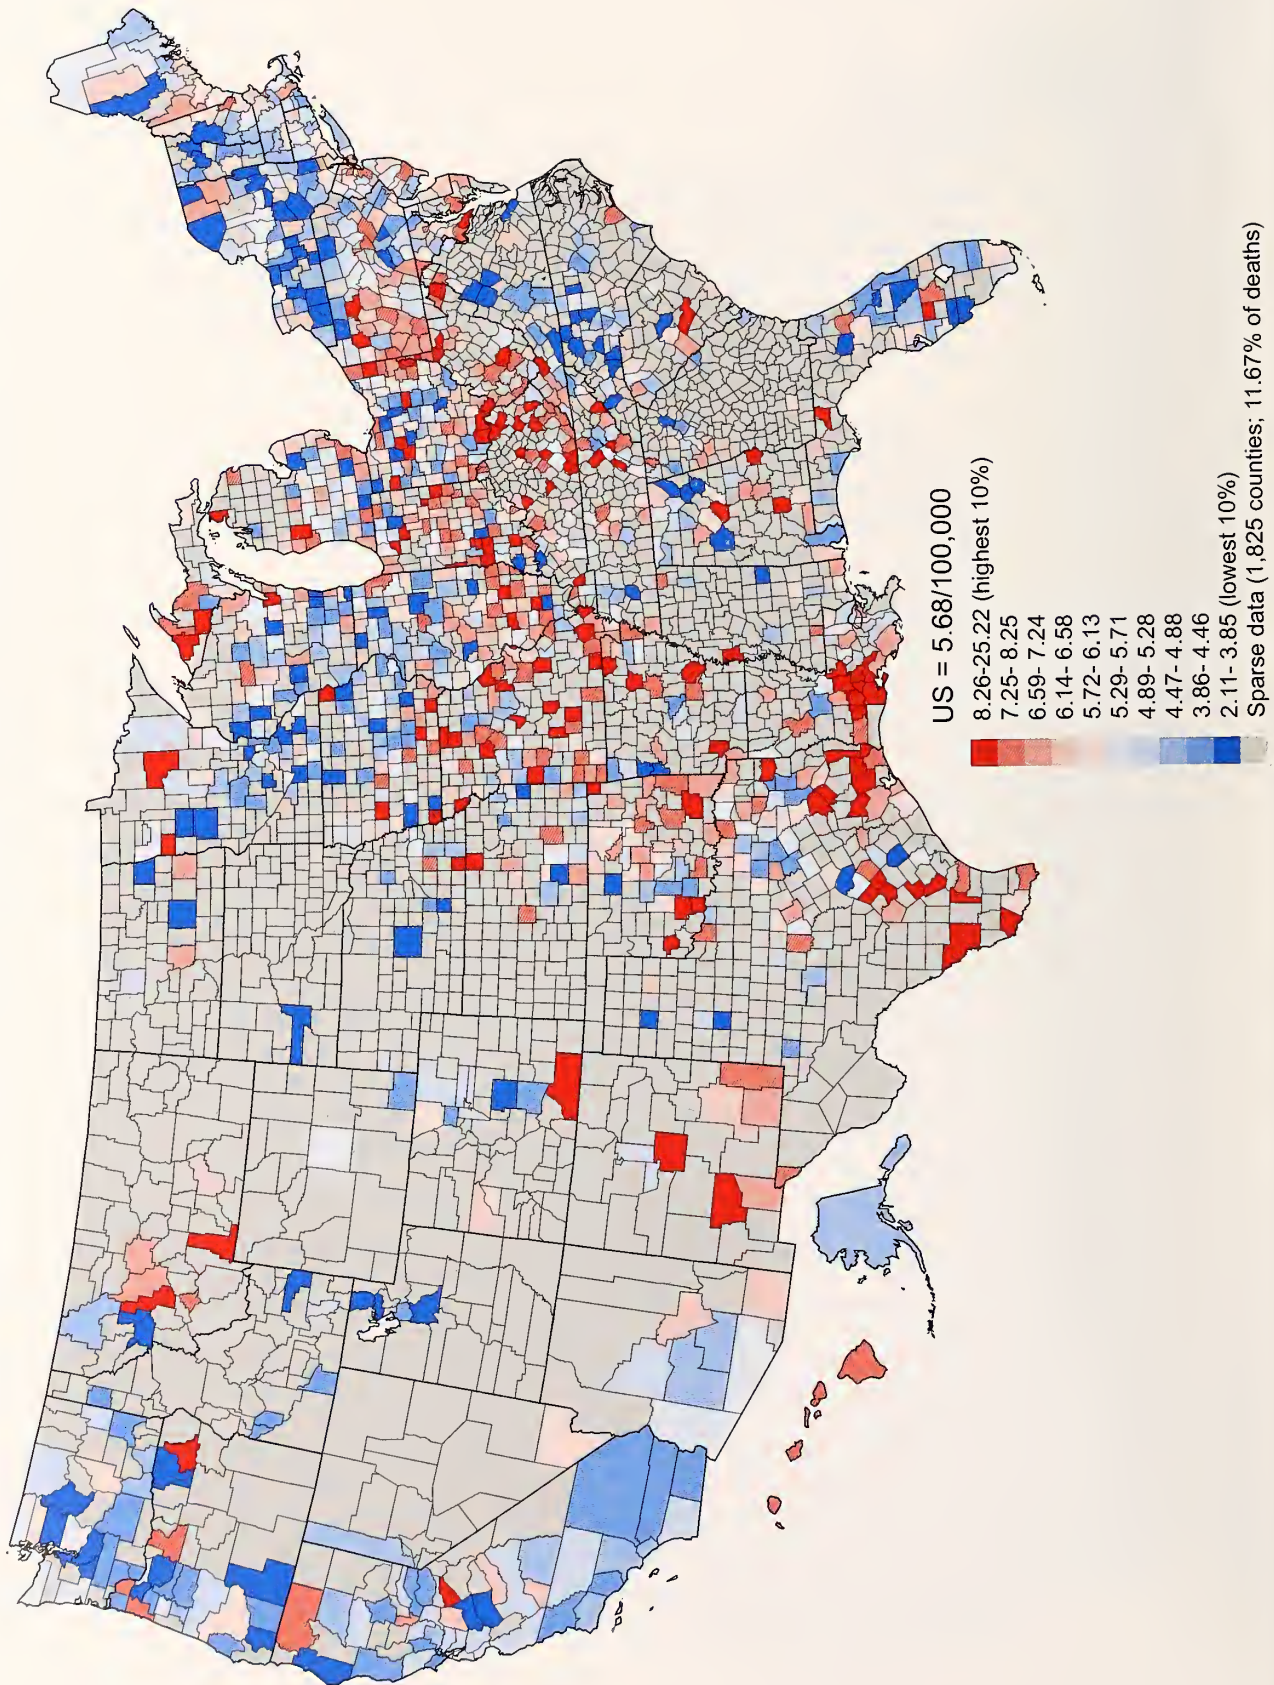 US = 5.68/100,000
8.26-25.22 (highest 10%)
7.25- 8.25
6.59- 7.24
6.14- 6.58
5.72- 6.13
5.29- 5.71
4.89- 5.28
4.47- 4.88
3.86- 4.46
2.11- 3.85 (lowest 10%)
Sparse data (1,825 counties; 11.67% of deaths)